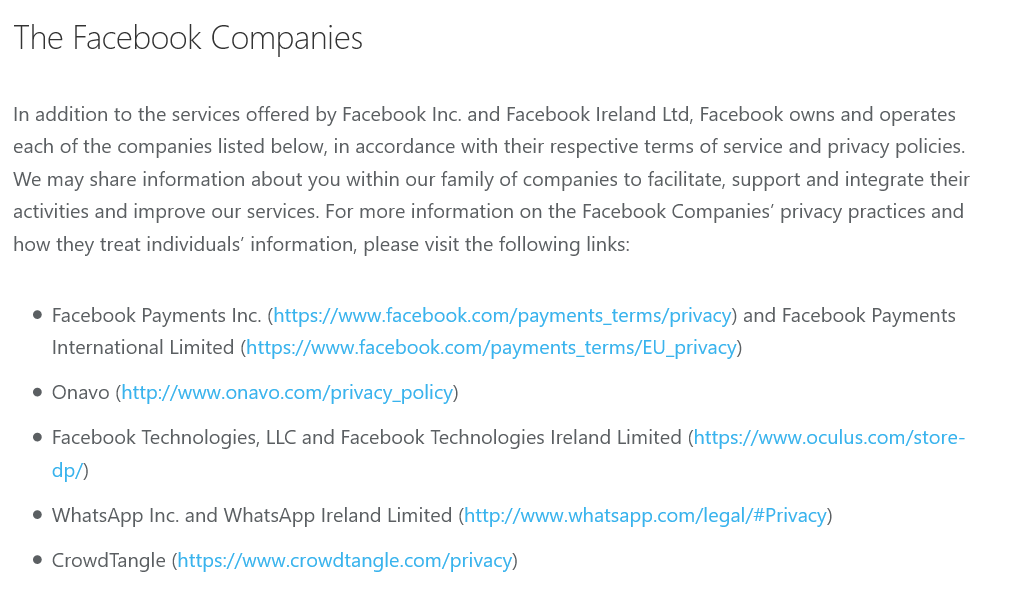 The Facebook Companies
In addition to the services offered by Facebook Inc. and Facebook Ireland Ltd, Facebook owns and operates
each of the companies listed below, in accordance with their respective terms of service and privacy policies.
We may share information about you within our family of companies to facilitate, support and integrate their
activities and improve our services. For more information on the Facebook Companies’ privacy practices and
how they treat individuals’ information, please visit the following links:
• Facebook Payments Inc. (https://www.facebook.com/payments_terms/privacy) and Facebook Payments
International Limited (https://www.facebook.com/payments_terms/EU_privacy)
• Onavo (http://www.onavo.com/privacy_policy)
• Facebook Technologies, LLC and Facebook Technologies Ireland Limited (https://www.oculus.com/store-
dp/)
• WhatsApp Inc. and WhatsApp Ireland Limited (http://www.whatsapp.com/legal/#Privacy)
• CrowdTangle (https://www.crowdtangle.com/privacy)